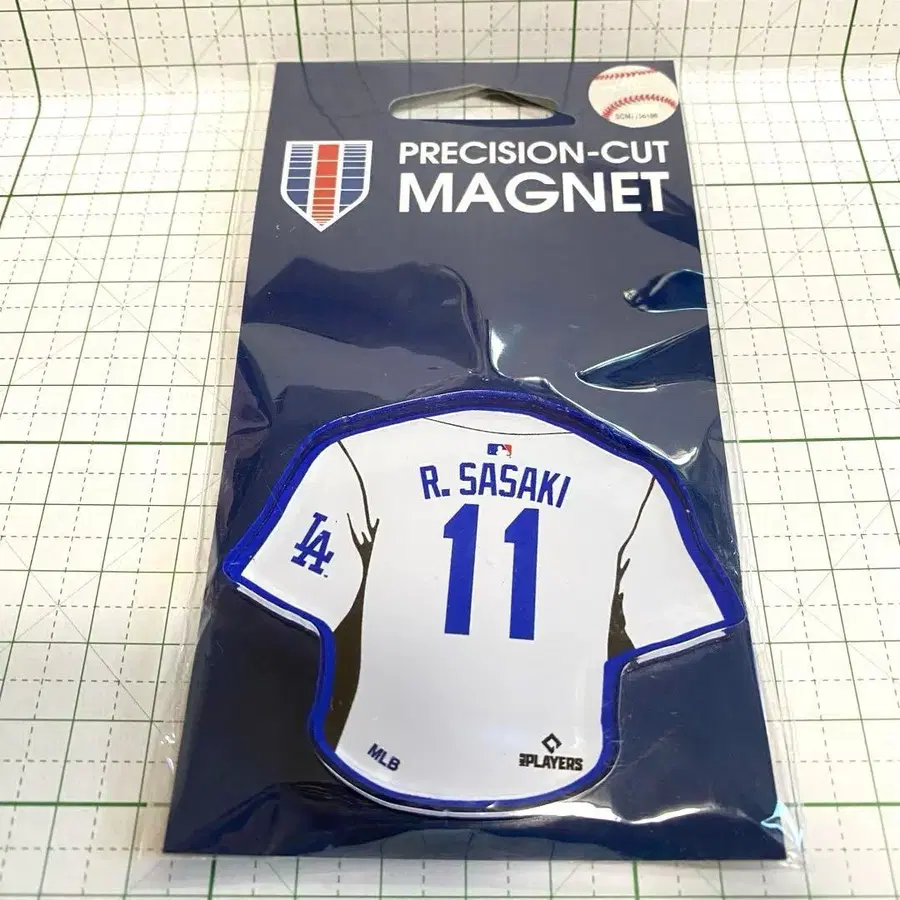 PRECISION-CUT
MAGNET
R. SASAKI
11
LA
MLB
PLAYERS